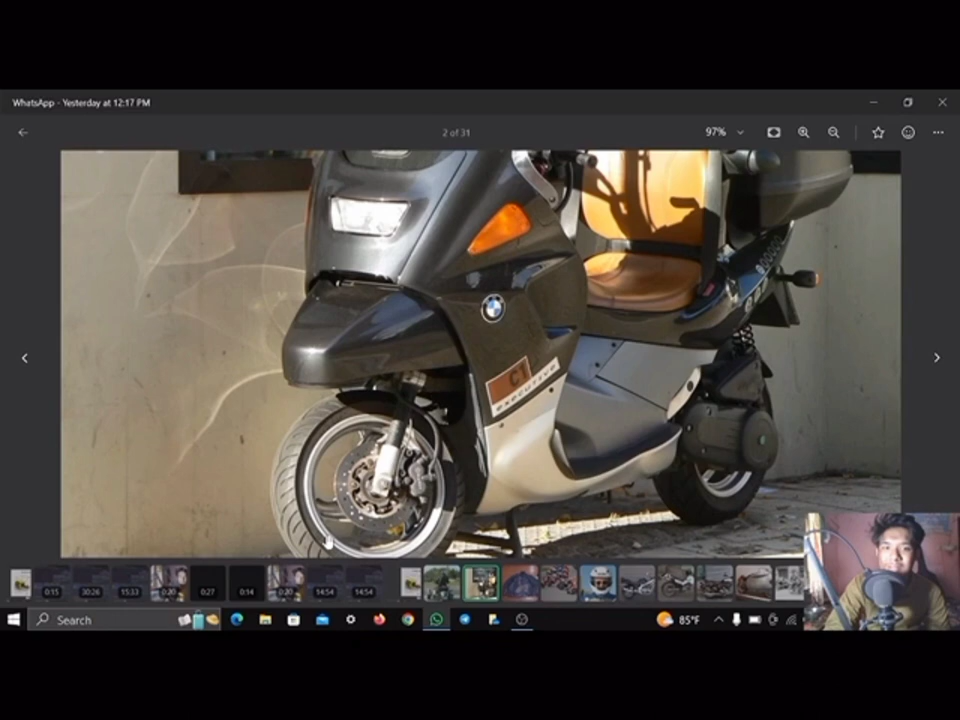 WhatsApp - Yesterday at 12:17 PM
2 of 31
97%
C1
executive
0:15
30:26
15:33
0:20
0:27
0:14
0:20
14:54
14:54
Search
85°F